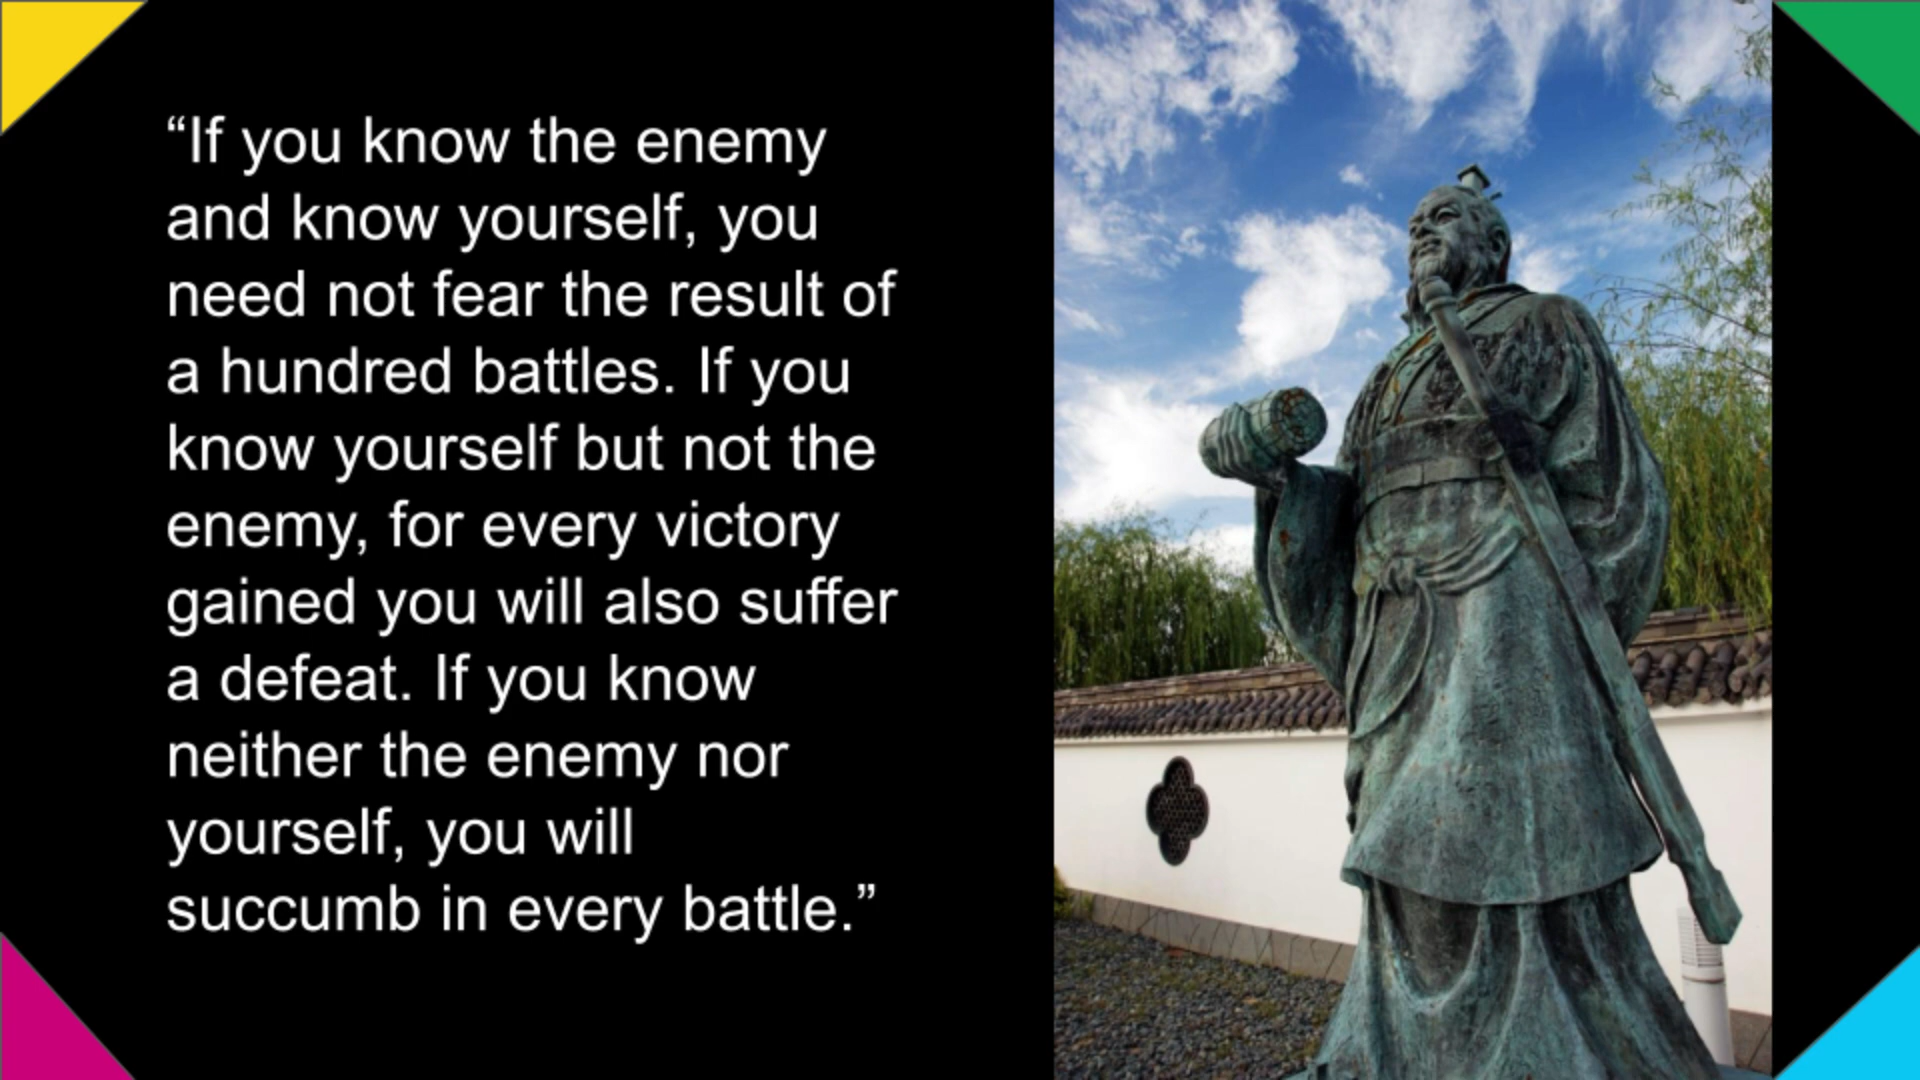 “If you know the enemy
and know yourself, you
need not fear the result of
a hundred battles. If you
know yourself but not the
enemy, for every victory
gained you will also suffer
a defeat. If you know
neither the enemy nor
yourself, you will
succumb in every battle.”